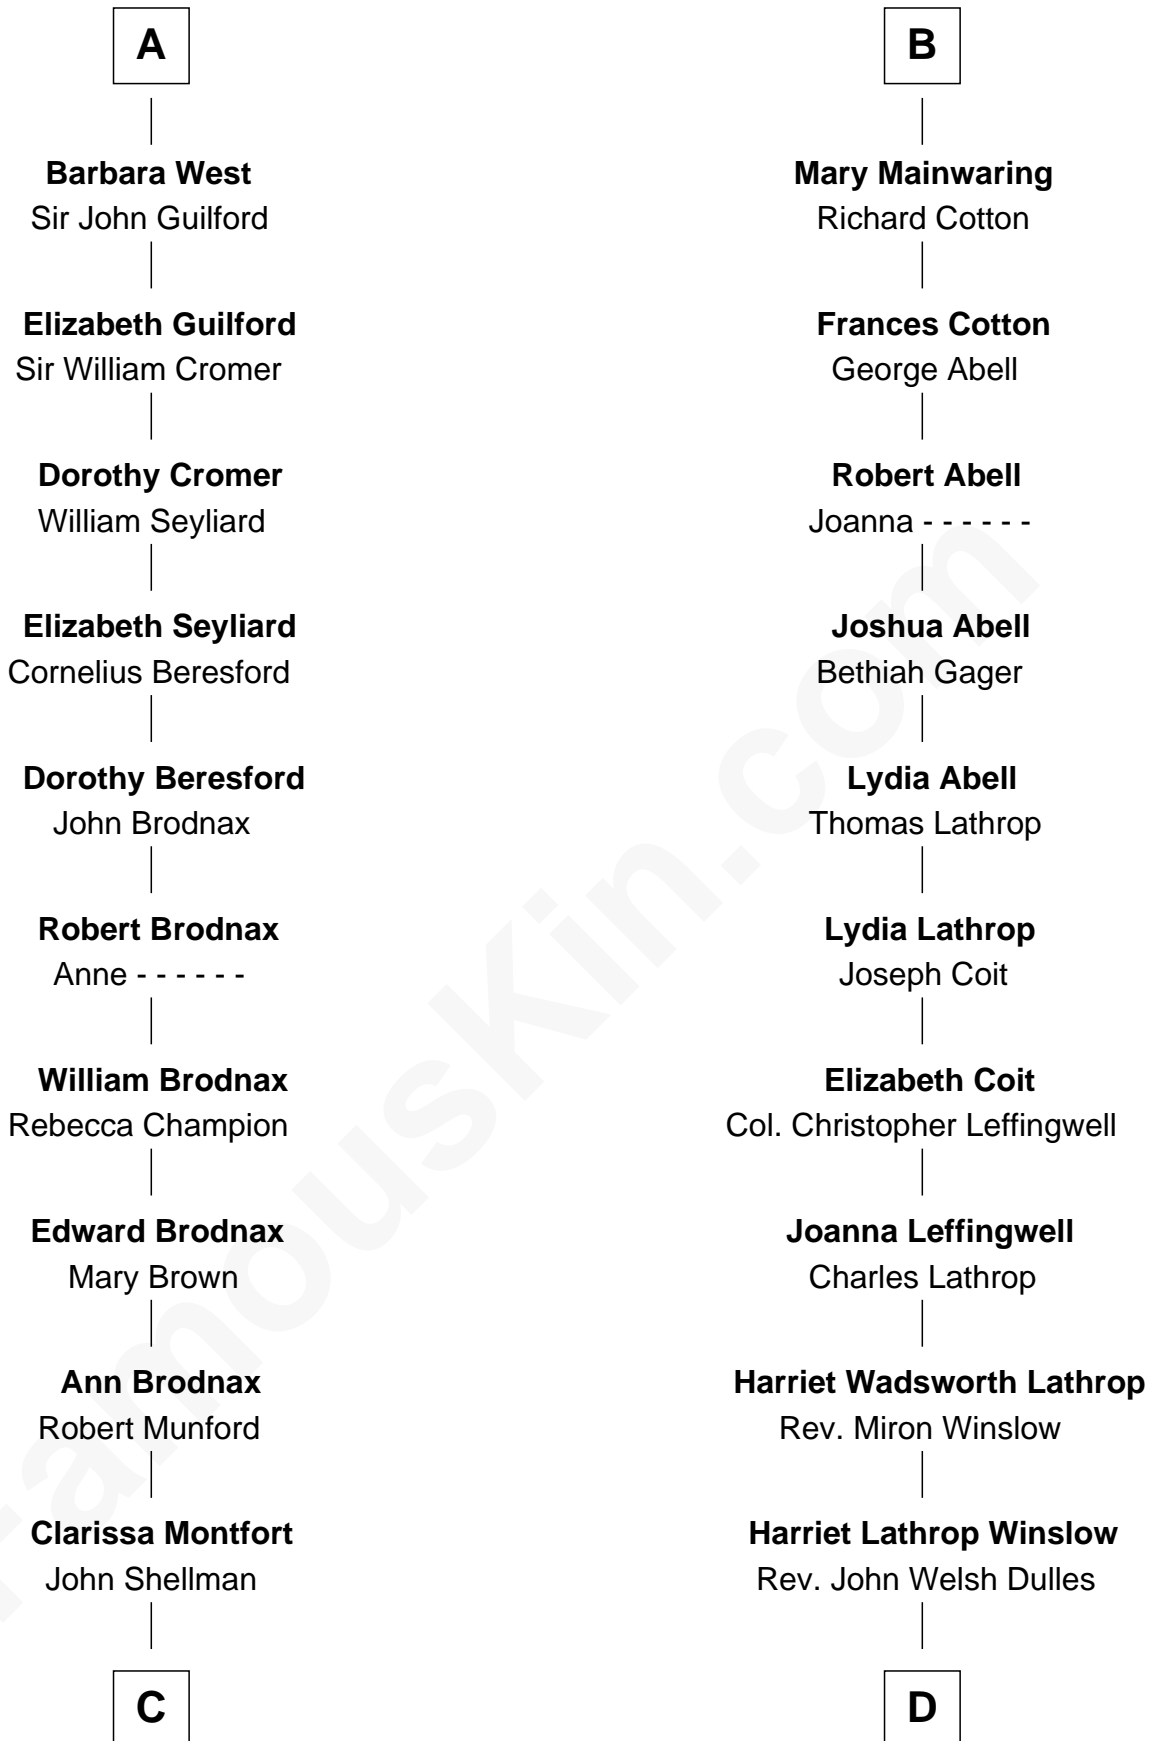 A
Barbara West
Sir John Guilford
Elizabeth Guilford
Sir William Cromer
Dorothy Cromer
William Seyliard
Elizabeth Seyliard
Cornelius Beresford
Dorothy Beresford
John Brodnax
Robert Brodnax
Anne - - - - - -
William Brodnax
Rebecca Champion
Edward Brodnax
Mary Brown
Ann Brodnax
Robert Munford
Clarissa Montfort
John Shellman
C
B
Mary Mainwaring
Richard Cotton
Frances Cotton
George Abell
Robert Abell
Joanna - - - - - -
Joshua Abell
Bethiah Gager
Lydia Abell
Thomas Lathrop
Lydia Lathrop
Joseph Coit
Elizabeth Coit
Col. Christopher Leffingwell
Joanna Leffingwell
Charles Lathrop
Harriet Wadsworth Lathrop
Rev. Miron Winslow
Harriet Lathrop Winslow
Rev. John Welsh Dulles
D
FamousKin.com